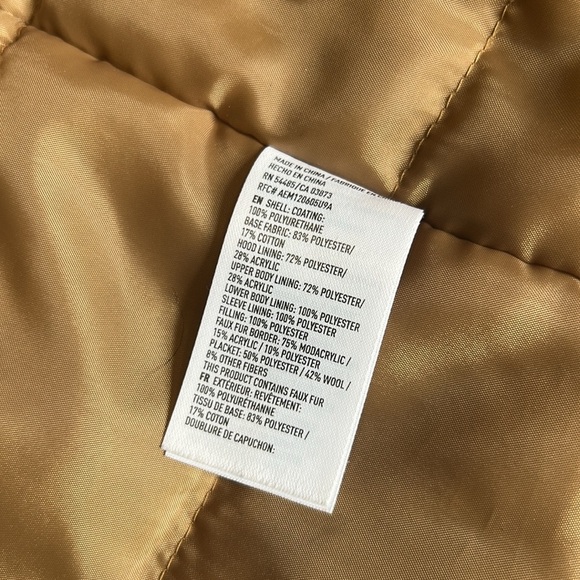 MADE IN CHINA / FABRIQUÉ EN
HECHO EN CHINA
RN 54485/CA 03873
RFC# AEM120605U9A
EN SHELL: COATING:
100% POLYURETHANE
BASE FABRIC: 83% POLYESTER/
17% COTTON
HOOD LINING: 72% POLYESTER/
28% ACRYLIC
UPPER BODY LINING: 72% POLYESTER/
28% ACRYLIC
LOWER BODY LINING: 100% POLYESTER
SLEEVE LINING: 100% POLYESTER
FILLING: 100% POLYESTER
FAUX FUR BORDER: 75% MODACRYLIC/
15% ACRYLIC / 10% POLYESTER
PLACKET: 50% POLYESTER / 42% WOOL /
8% OTHER FIBERS
THIS PRODUCT CONTAINS FAUX FUR
FR EXTÉRIEUR: REVÊTEMENT:
100% POLYURÉTHANNE
TISSU DE BASE: 83% POLYESTER /
17% COTON
DOUBLURE DE CAPUCHON: